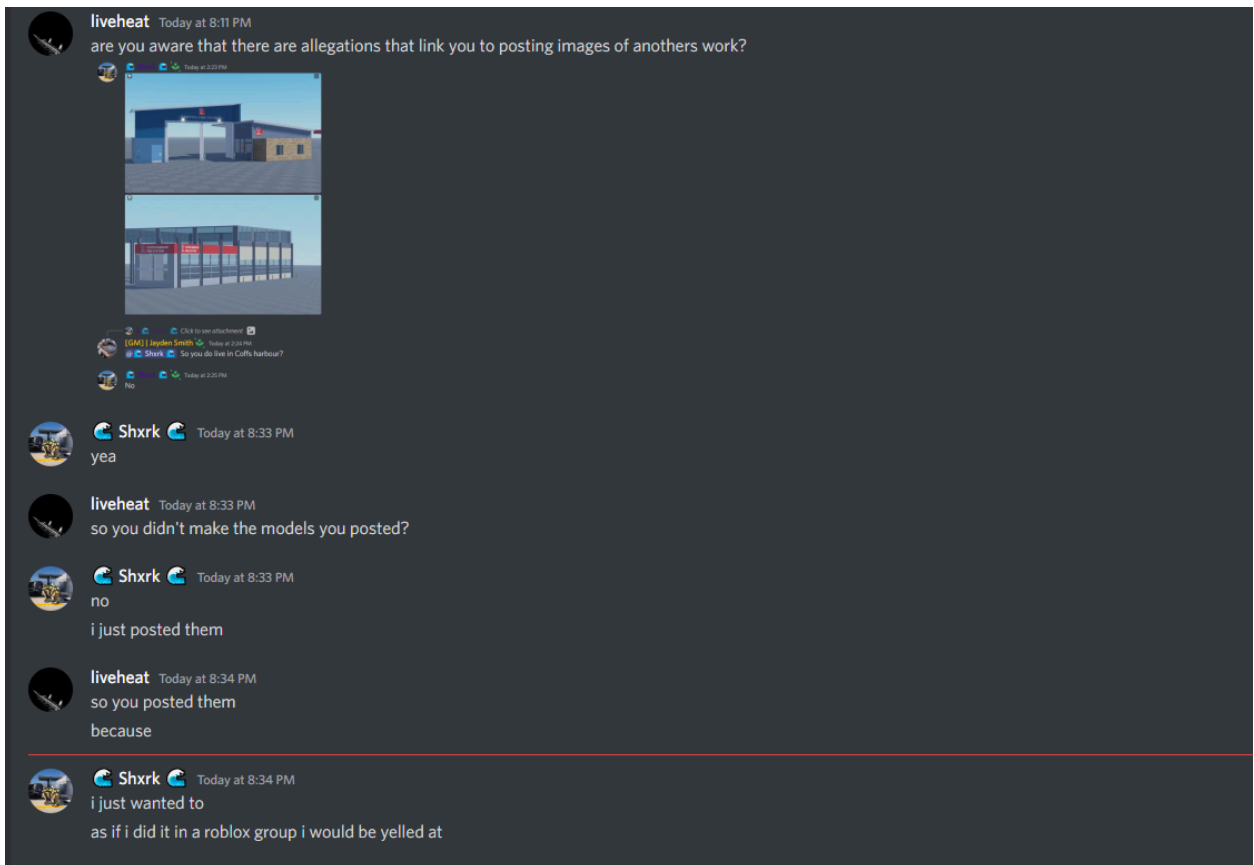 liveheat Today at 8:11 PM
are you aware that there are allegations that link you to posting images of anothers work?
Today at 2:23 PM
Click to see attachment
[GM] | Jayden Smith Today at 2:24 PM
@ Shxrk So you do live in Coffs harbour?
Today at 2:25 PM
No
Shxrk Today at 8:33 PM
yea
liveheat Today at 8:33 PM
so you didn't make the models you posted?
Shxrk Today at 8:33 PM
no
i just posted them
liveheat Today at 8:34 PM
so you posted them
because
Shxrk Today at 8:34 PM
i just wanted to
as if i did it in a roblox group i would be yelled at